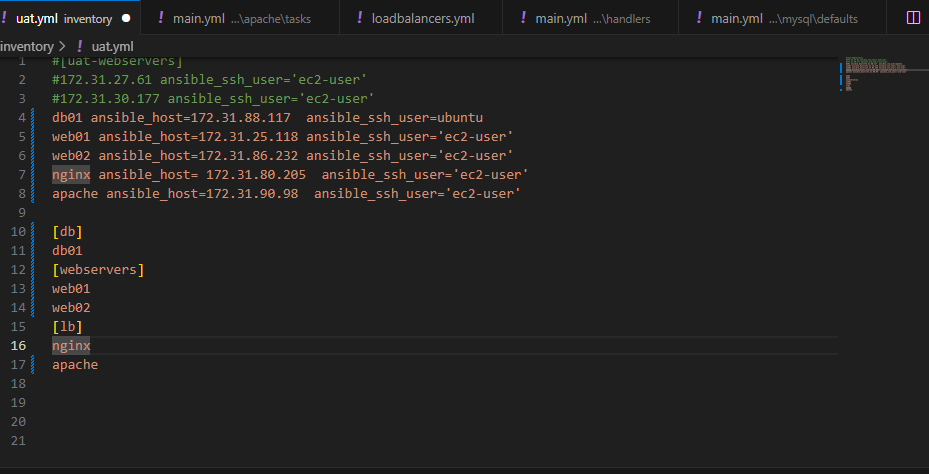 uat.yml inventory
main.yml ...\apache\tasks
loadbalancers.yml
main.yml ...\handlers
main.yml ...\mysql\defaults
inventory > ! uat.yml
1 #[uat-webservers]
2 #172.31.27.61 ansible_ssh_user='ec2-user'
3 #172.31.30.177 ansible_ssh_user='ec2-user'
4 db01 ansible_host=172.31.88.117  ansible_ssh_user=ubuntu
5 web01 ansible_host=172.31.25.118 ansible_ssh_user='ec2-user'
6 web02 ansible_host=172.31.86.232 ansible_ssh_user='ec2-user'
7 nginx ansible_host= 172.31.80.205  ansible_ssh_user='ec2-user'
8 apache ansible_host=172.31.90.98  ansible_ssh_user='ec2-user'
9
10 [db]
11 db01
12 [webservers]
13 web01
14 web02
15 [lb]
16 nginx
17 apache
18
19
20
21